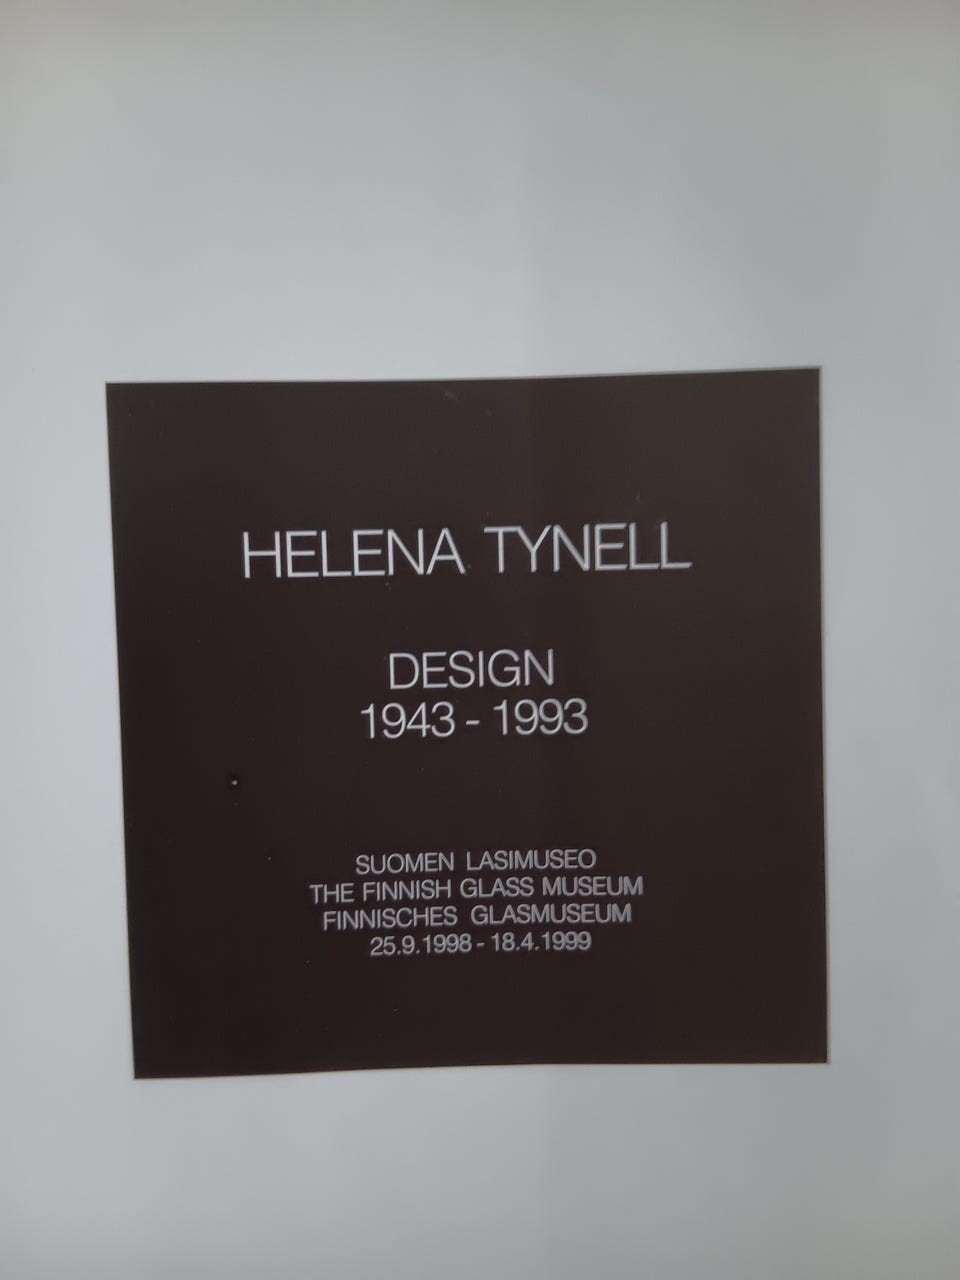 HELENA TYNELL
DESIGN
1943 - 1993
SUOMEN LASIMUSEO
THE FINNISH GLASS MUSEUM
FINNISCHES GLASMUSEUM
25.9.1998 - 18.4.1999